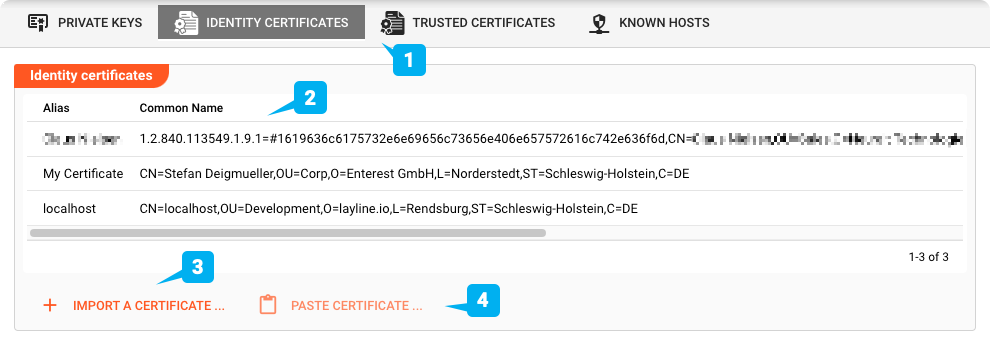 PRIVATE KEYS IDENTITY CERTIFICATES TRUSTED CERTIFICATES KNOWN HOSTS
1
Identity certificates
2
Alias Common Name
1.2.840.113549.1.9.1=#1619636c6175732e6e69656c73656e406e657572616c742e636f6d,CN=
My Certificate CN=Stefan Deigmueller,OU=Corp,O=Enterest GmbH,L=Norderstedt,ST=Schleswig-Holstein,C=DE
localhost CN=localhost,OU=Development,O=layline.io,L=Rendsburg,ST=Schleswig-Holstein,C=DE
1-3 of 3
3
+ IMPORT A CERTIFICATE ... PASTE CERTIFICATE ... 4